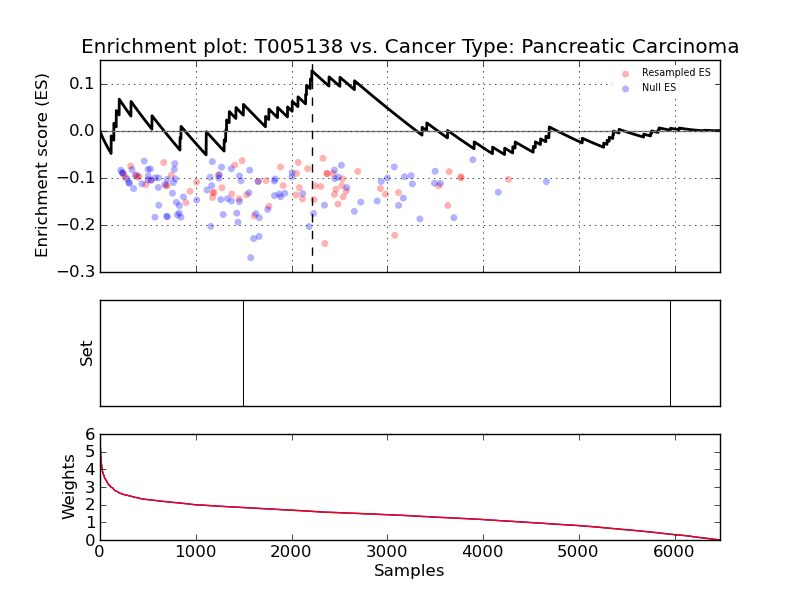 Enrichment plot: T005138 vs. Cancer Type: Pancreatic Carcinoma
Enrichment score (ES)
0.1
0.0
−0.1
−0.2
−0.3
Resampled ES
Null ES
Set
Weights
6
5
4
3
2
1
0
0 1000 2000 3000 4000 5000 6000
Samples